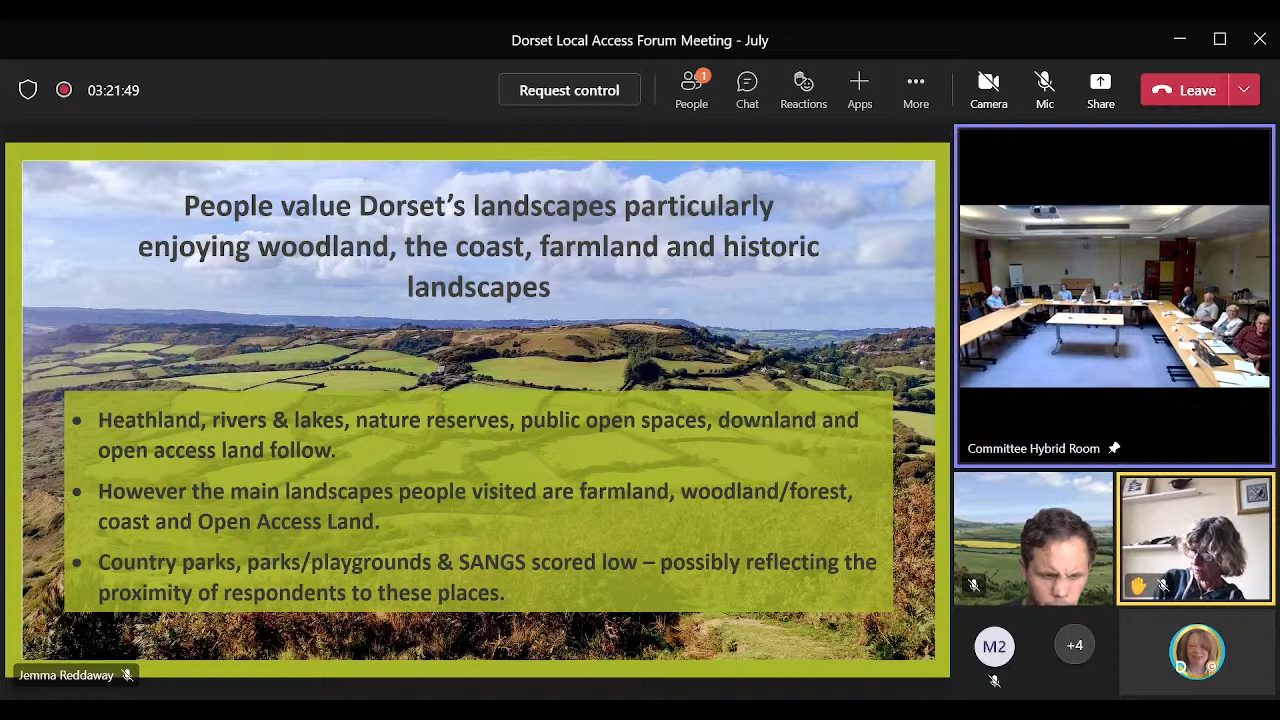 Dorset Local Access Forum Meeting - July
03:21:49
Request control
1
People
Chat
Reactions
Apps
More
Camera
Mic
Share
Leave
People value Dorset’s landscapes particularly
enjoying woodland, the coast, farmland and historic
landscapes
• Heathland, rivers & lakes, nature reserves, public open spaces, downland and
open access land follow.
• However the main landscapes people visited are farmland, woodland/forest,
coast and Open Access Land.
• Country parks, parks/playgrounds & SANGS scored low – possibly reflecting the
proximity of respondents to these places.
Jemma Reddaway
Committee Hybrid Room
M2
+4